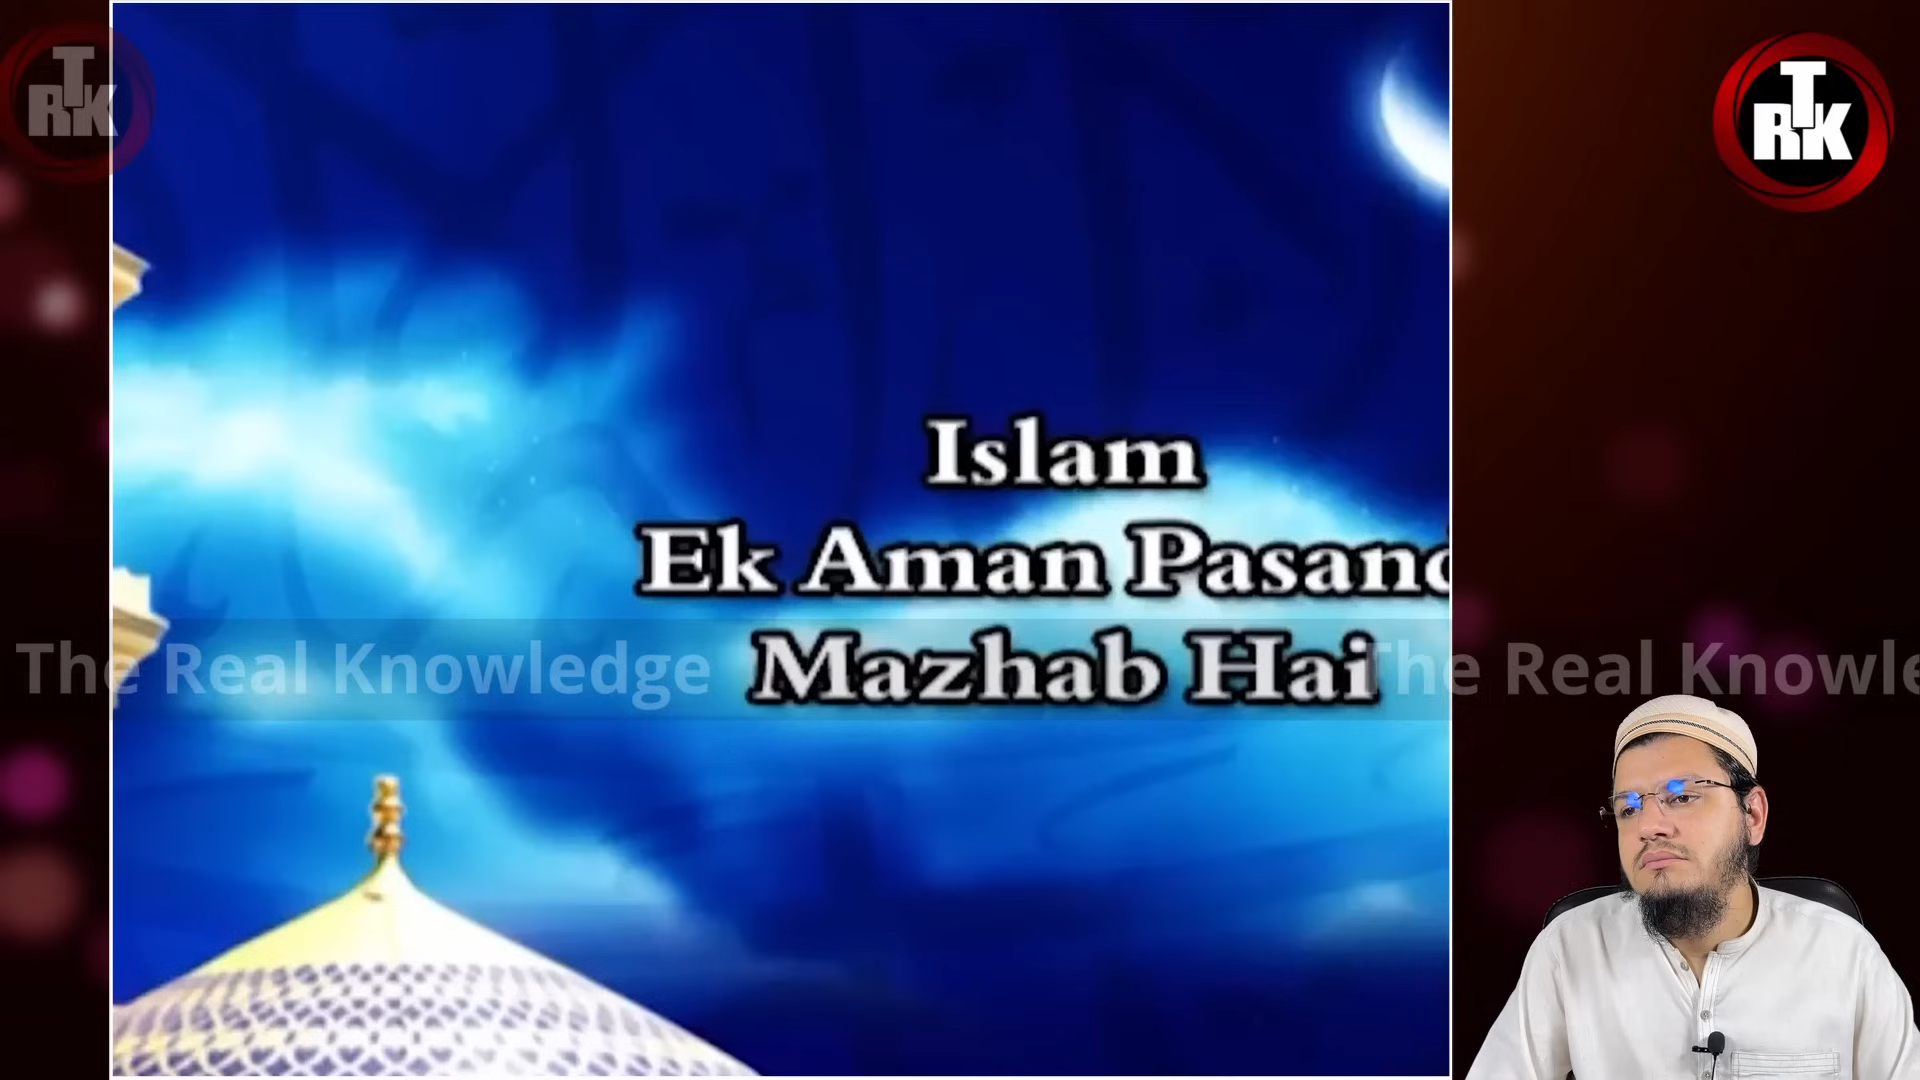 TRK
TRK
Islam
Ek Aman Pasand
Mazhab Hai
The Real Knowledge
The Real Knowle